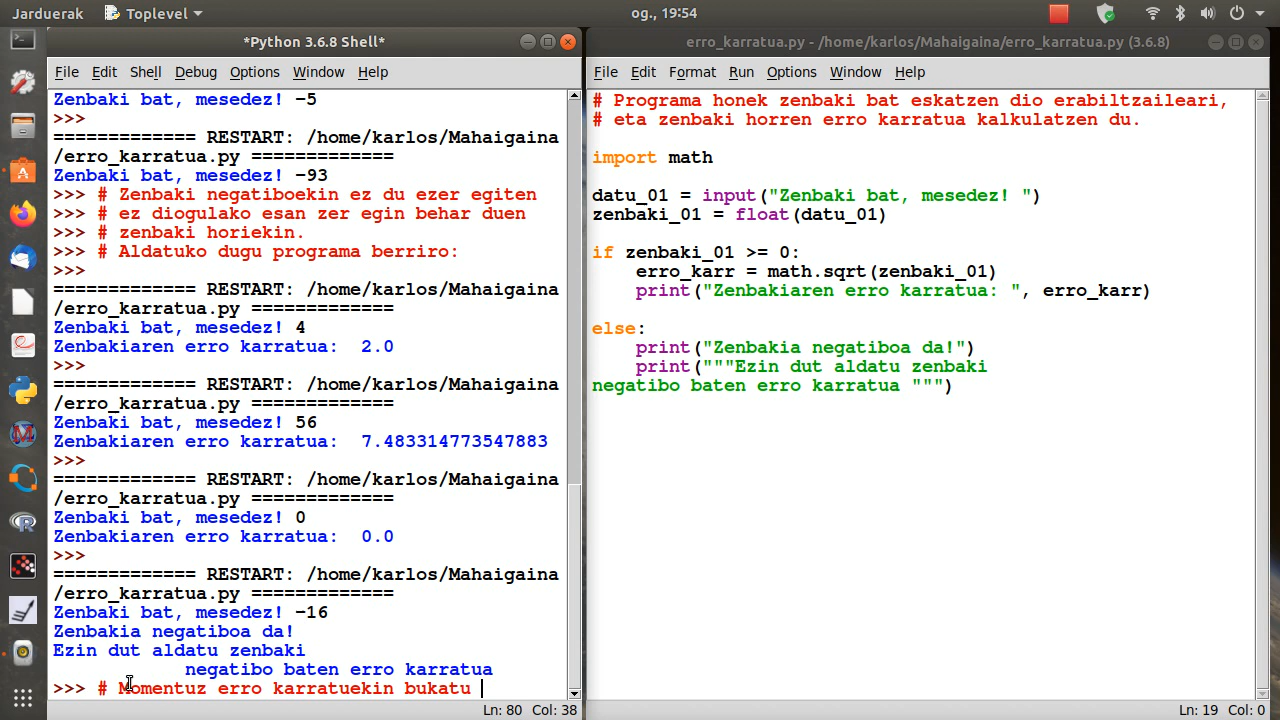 Jarduerak
Toplevel
og., 19:54
*Python 3.6.8 Shell*
File Edit Shell Debug Options Window Help
Zenbaki bat, mesedez! -5
>>>
============= RESTART: /home/karlos/Mahaigaina
/erro_karratua.py =============
Zenbaki bat, mesedez! -93
>>> # Zenbaki negatiboekin ez du ezer egiten
>>> # ez diogulako esan zer egin behar duen
>>> # zenbaki horiekin.
>>> # Aldatuko dugu programa berriro:
>>>
============= RESTART: /home/karlos/Mahaigaina
/erro_karratua.py =============
Zenbaki bat, mesedez! 4
Zenbakiaren erro karratua:  2.0
>>>
============= RESTART: /home/karlos/Mahaigaina
/erro_karratua.py =============
Zenbaki bat, mesedez! 56
Zenbakiaren erro karratua:  7.483314773547883
>>>
============= RESTART: /home/karlos/Mahaigaina
/erro_karratua.py =============
Zenbaki bat, mesedez! 0
Zenbakiaren erro karratua:  0.0
>>>
============= RESTART: /home/karlos/Mahaigaina
/erro_karratua.py =============
Zenbaki bat, mesedez! -16
Zenbakia negatiboa da!
Ezin dut aldatu zenbaki
            negatibo baten erro karratua
>>> # Momentuz erro karratuekin bukatu
Ln: 80 Col: 38
erro_karratua.py - /home/karlos/Mahaigaina/erro_karratua.py (3.6.8)
File Edit Format Run Options Window Help
# Programa honek zenbaki bat eskatzen dio erabiltzaileari,
# eta zenbaki horren erro karratua kalkulatzen du.
import math
datu_01 = input("Zenbaki bat, mesedez! ")
zenbaki_01 = float(datu_01)
if zenbaki_01 >= 0:
    erro_karr = math.sqrt(zenbaki_01)
    print("Zenbakiaren erro karratua: ", erro_karr)
else:
    print("Zenbakia negatiboa da!")
    print("""Ezin dut aldatu zenbaki
negatibo baten erro karratua """)
Ln: 19 Col: 0